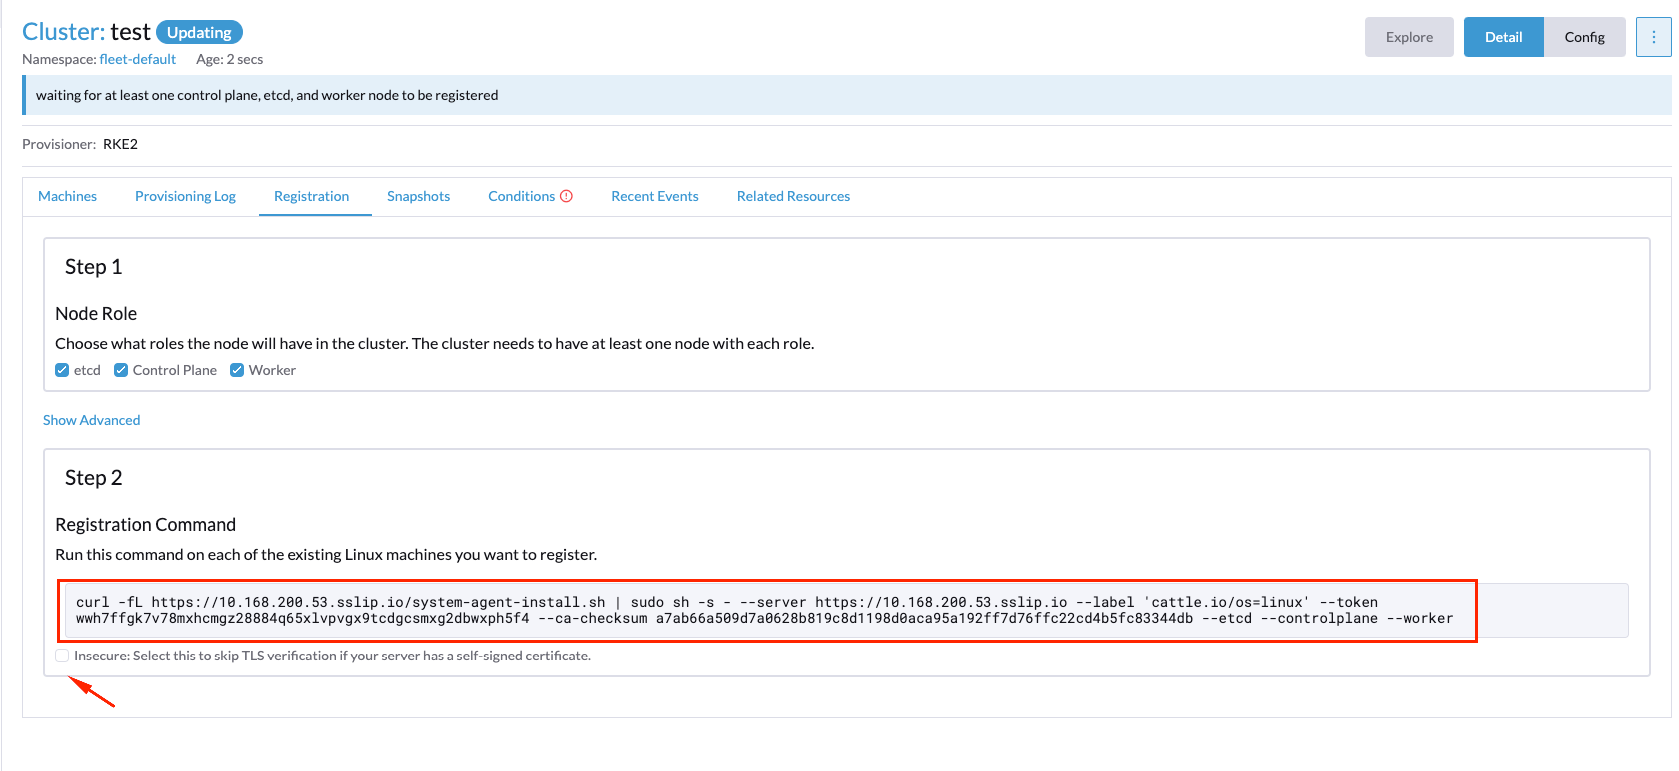 Cluster: test Updating
Explore Detail Config
Namespace: fleet-default Age: 2 secs
waiting for at least one control plane, etcd, and worker node to be registered
Provisioner: RKE2
Machines Provisioning Log Registration Snapshots Conditions Recent Events Related Resources
Step 1
Node Role
Choose what roles the node will have in the cluster. The cluster needs to have at least one node with each role.
etcd Control Plane Worker
Show Advanced
Step 2
Registration Command
Run this command on each of the existing Linux machines you want to register.
curl -fL https://10.168.200.53.sslip.io/system-agent-install.sh | sudo sh -s - --server https://10.168.200.53.sslip.io --label 'cattle.io/os=linux' --token
wwh7ffgk7v78mxhcmgz28884q65xlvpvgx9tcdgcsmxg2dbwxph5f4 --ca-checksum a7ab66a509d7a0628b819c8d1198d0aca95a192ff7d76ffc22cd4b5fc83344db --etcd --controlplane --worker
Insecure: Select this to skip TLS verification if your server has a self-signed certificate.